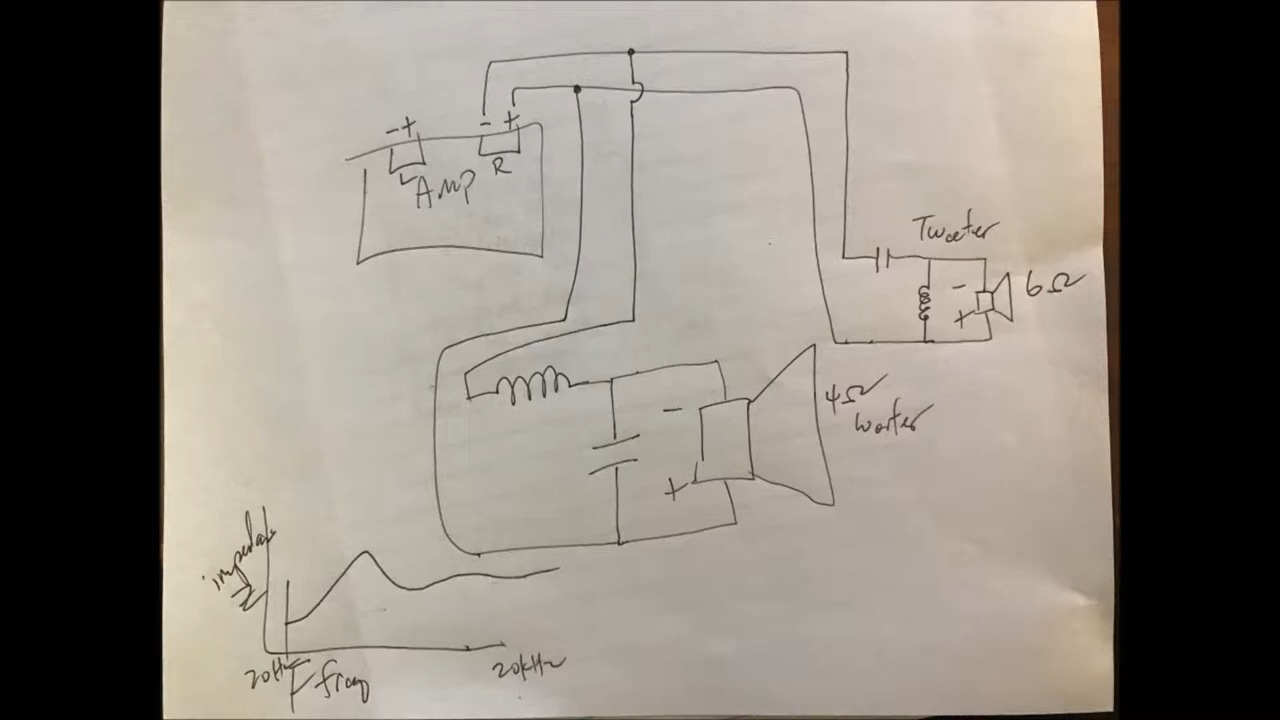 - +
- +
L
R
AMP
Tweeter
-
+
6Ω
4Ω
Woofer
-
+
impedance
Z
20Hz
Freq
20kHz